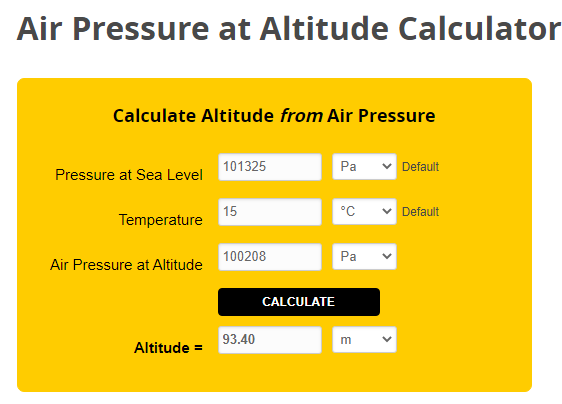 Air Pressure at Altitude Calculator
Calculate Altitude from Air Pressure
Pressure at Sea Level 101325 Pa Default
Temperature 15 °C Default
Air Pressure at Altitude 100208 Pa
CALCULATE
Altitude = 93.40 m